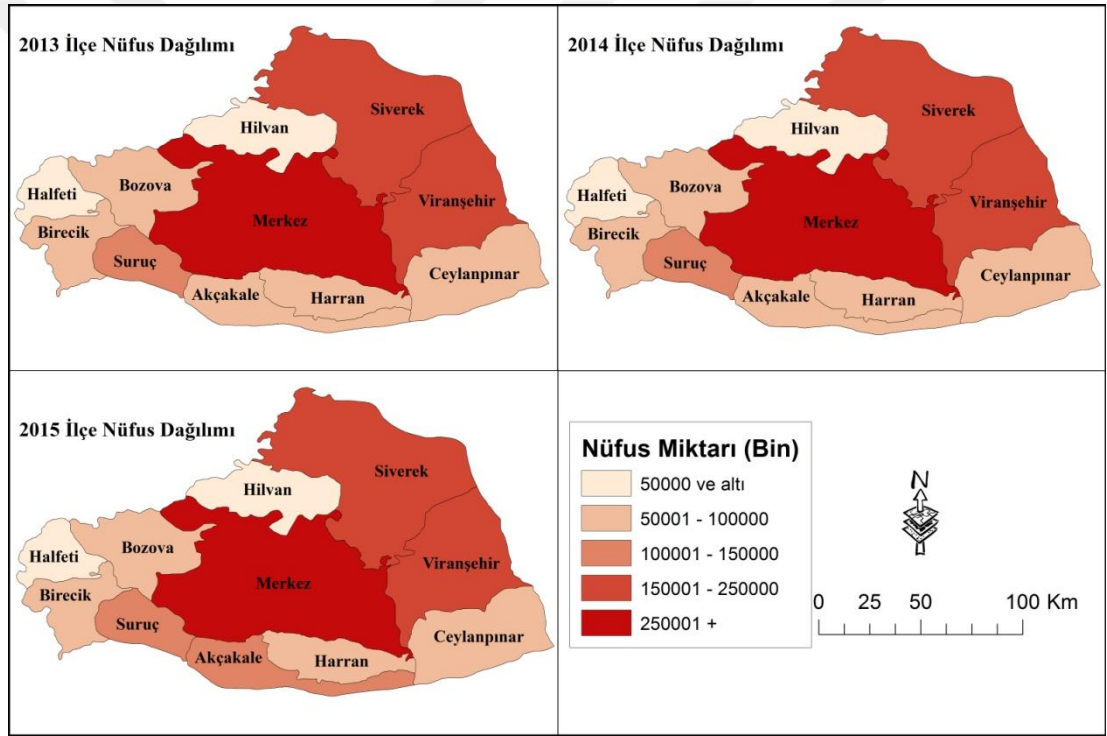 2013 İlçe Nüfus Dağılımı
Siverek
Hilvan
Halfeti
Bozova
Viranşehir
Merkez
Birecik
Suruç
Ceylanpınar
Akçakale
Harran
2014 İlçe Nüfus Dağılımı
Siverek
Hilvan
Halfeti
Bozova
Viranşehir
Merkez
Birecik
Suruç
Ceylanpınar
Akçakale
Harran
2015 İlçe Nüfus Dağılımı
Siverek
Hilvan
Halfeti
Bozova
Viranşehir
Merkez
Birecik
Suruç
Ceylanpınar
Akçakale
Harran
Nüfus Miktarı (Bin)
50000 ve altı
50001 - 100000
100001 - 150000
150001 - 250000
250001 +
N
0 25 50 100 Km